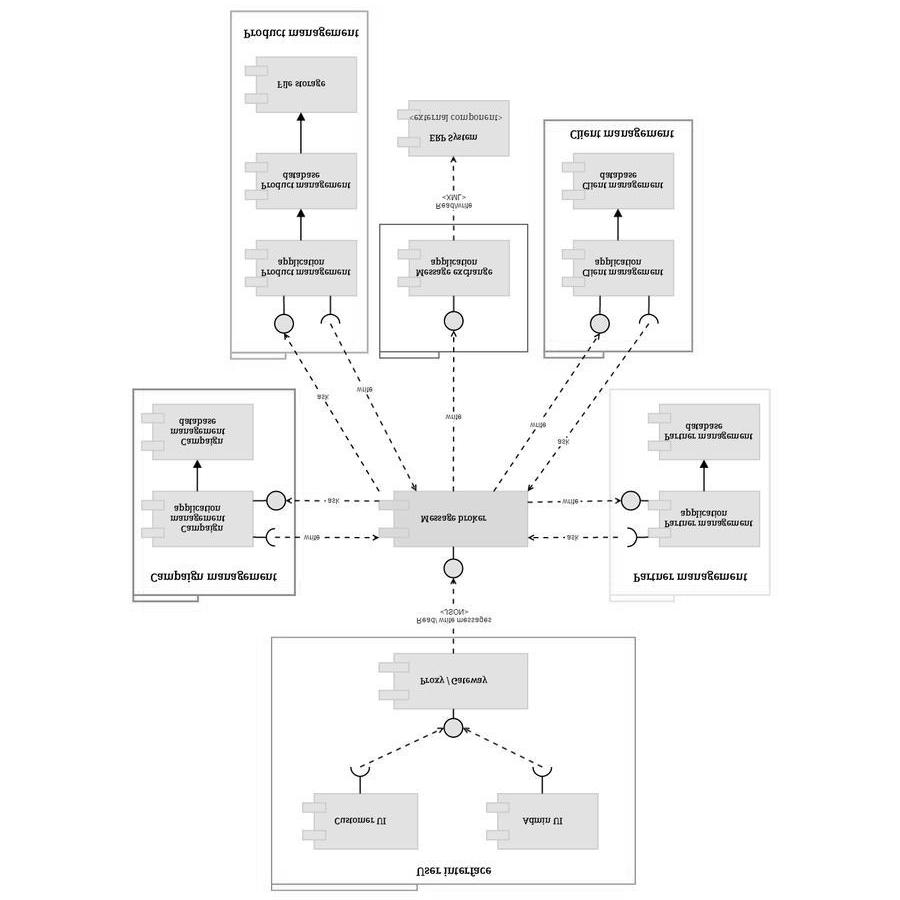 User interface
Customer UI
Admin UI
Proxy / Gateway
Read/ write messages
<JSON>
Campaign management
Partner management
Campaign
management
application
write
ask
Message broker
ask
write
Partner management
application
Campaign
management
database
Partner management
database
ask
write
write
write
ask
Product management
application
Message exchange
application
Client management
application
Read/write
<XML>
Product management
database
Client management
database
ERP System
<external component>
Client management
File storage
Product management